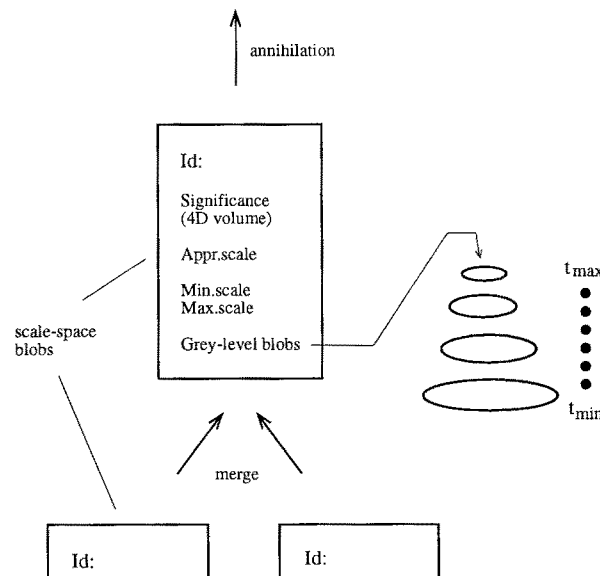 annihilation
Id:
Significance
(4D volume)
Appr.scale
Min.scale
Max.scale
Grey-level blobs
scale-space
blobs
t_max
t_min
merge
Id:
Id: